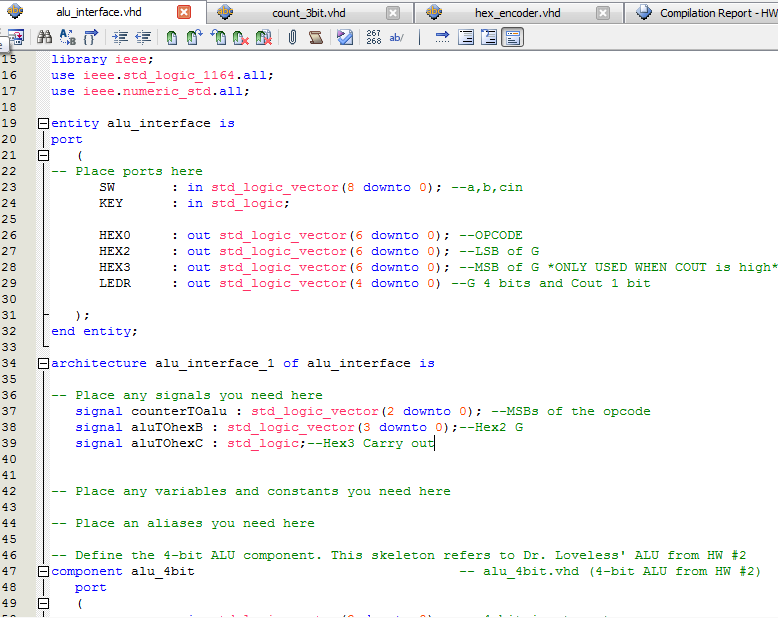 alu_interface.vhd
count_3bit.vhd
hex_encoder.vhd
Compilation Report - HW
267
268
ab/
15 library ieee;
16 use ieee.std_logic_1164.all;
17 use ieee.numeric_std.all;
18
19 entity alu_interface is
20 port
21 (
22 -- Place ports here
23 SW : in std_logic_vector(8 downto 0); --a,b,cin
24 KEY : in std_logic;
25
26 HEX0 : out std_logic_vector(6 downto 0); --OPCODE
27 HEX2 : out std_logic_vector(6 downto 0); --LSB of G
28 HEX3 : out std_logic_vector(6 downto 0); --MSB of G *ONLY USED WHEN COUT is high*
29 LEDR : out std_logic_vector(4 downto 0) --G 4 bits and Cout 1 bit
30
31 );
32 end entity;
33
34 architecture alu_interface_1 of alu_interface is
35
36 -- Place any signals you need here
37 signal counterTOalu : std_logic_vector(2 downto 0); --MSBs of the opcode
38 signal aluTOhexB : std_logic_vector(3 downto 0);--Hex2 G
39 signal aluTOhexC : std_logic;--Hex3 Carry out
40
41
42 -- Place any variables and constants you need here
43
44 -- Place an aliases you need here
45
46 -- Define the 4-bit ALU component. This skeleton refers to Dr. Loveless' ALU from HW #2
47 component alu_4bit -- alu_4bit.vhd (4-bit ALU from HW #2)
48 port
49 (